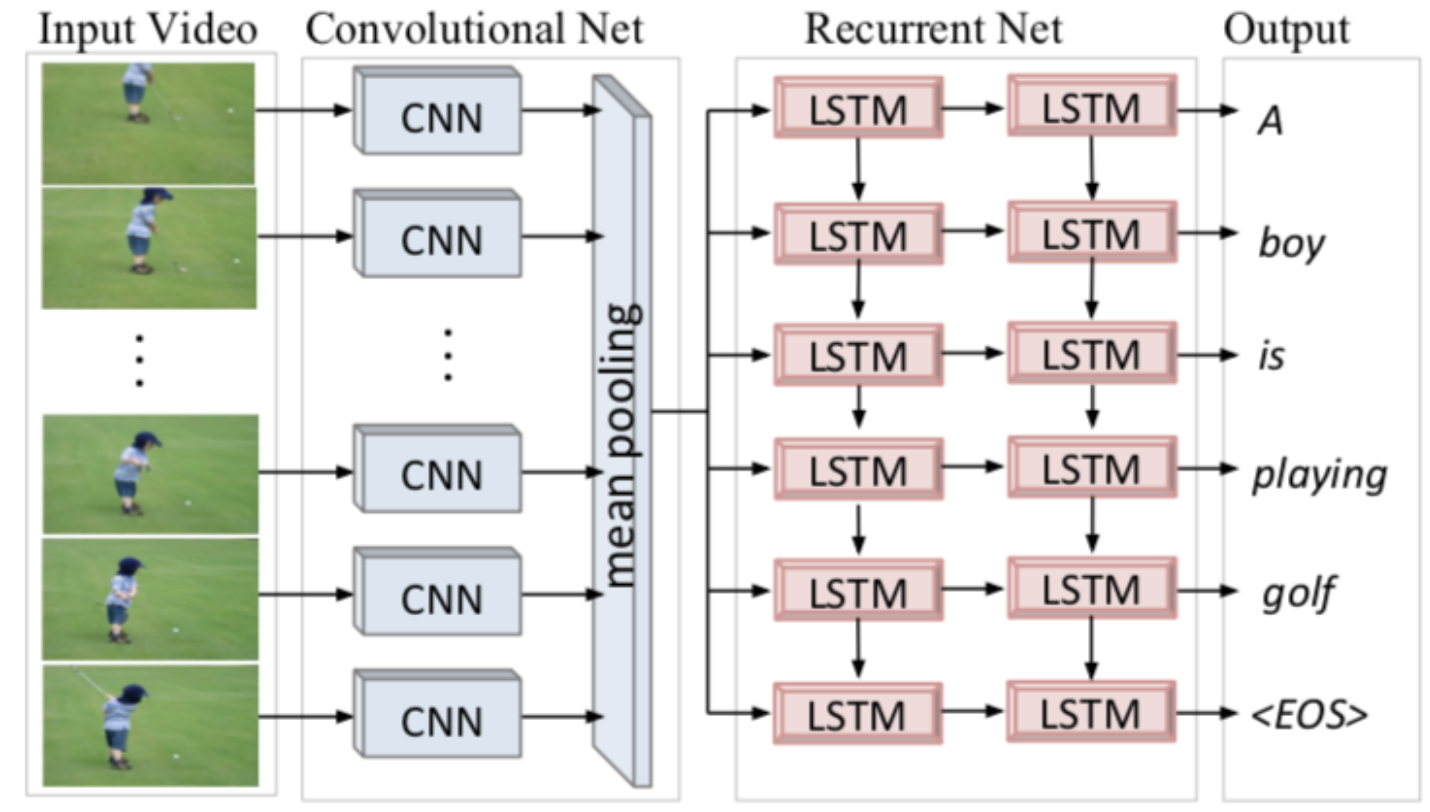 Input Video
Convolutional Net
Recurrent Net
Output
CNN
CNN
CNN
CNN
CNN
mean pooling
LSTM LSTM A
LSTM LSTM boy
LSTM LSTM is
LSTM LSTM playing
LSTM LSTM golf
LSTM LSTM <EOS>